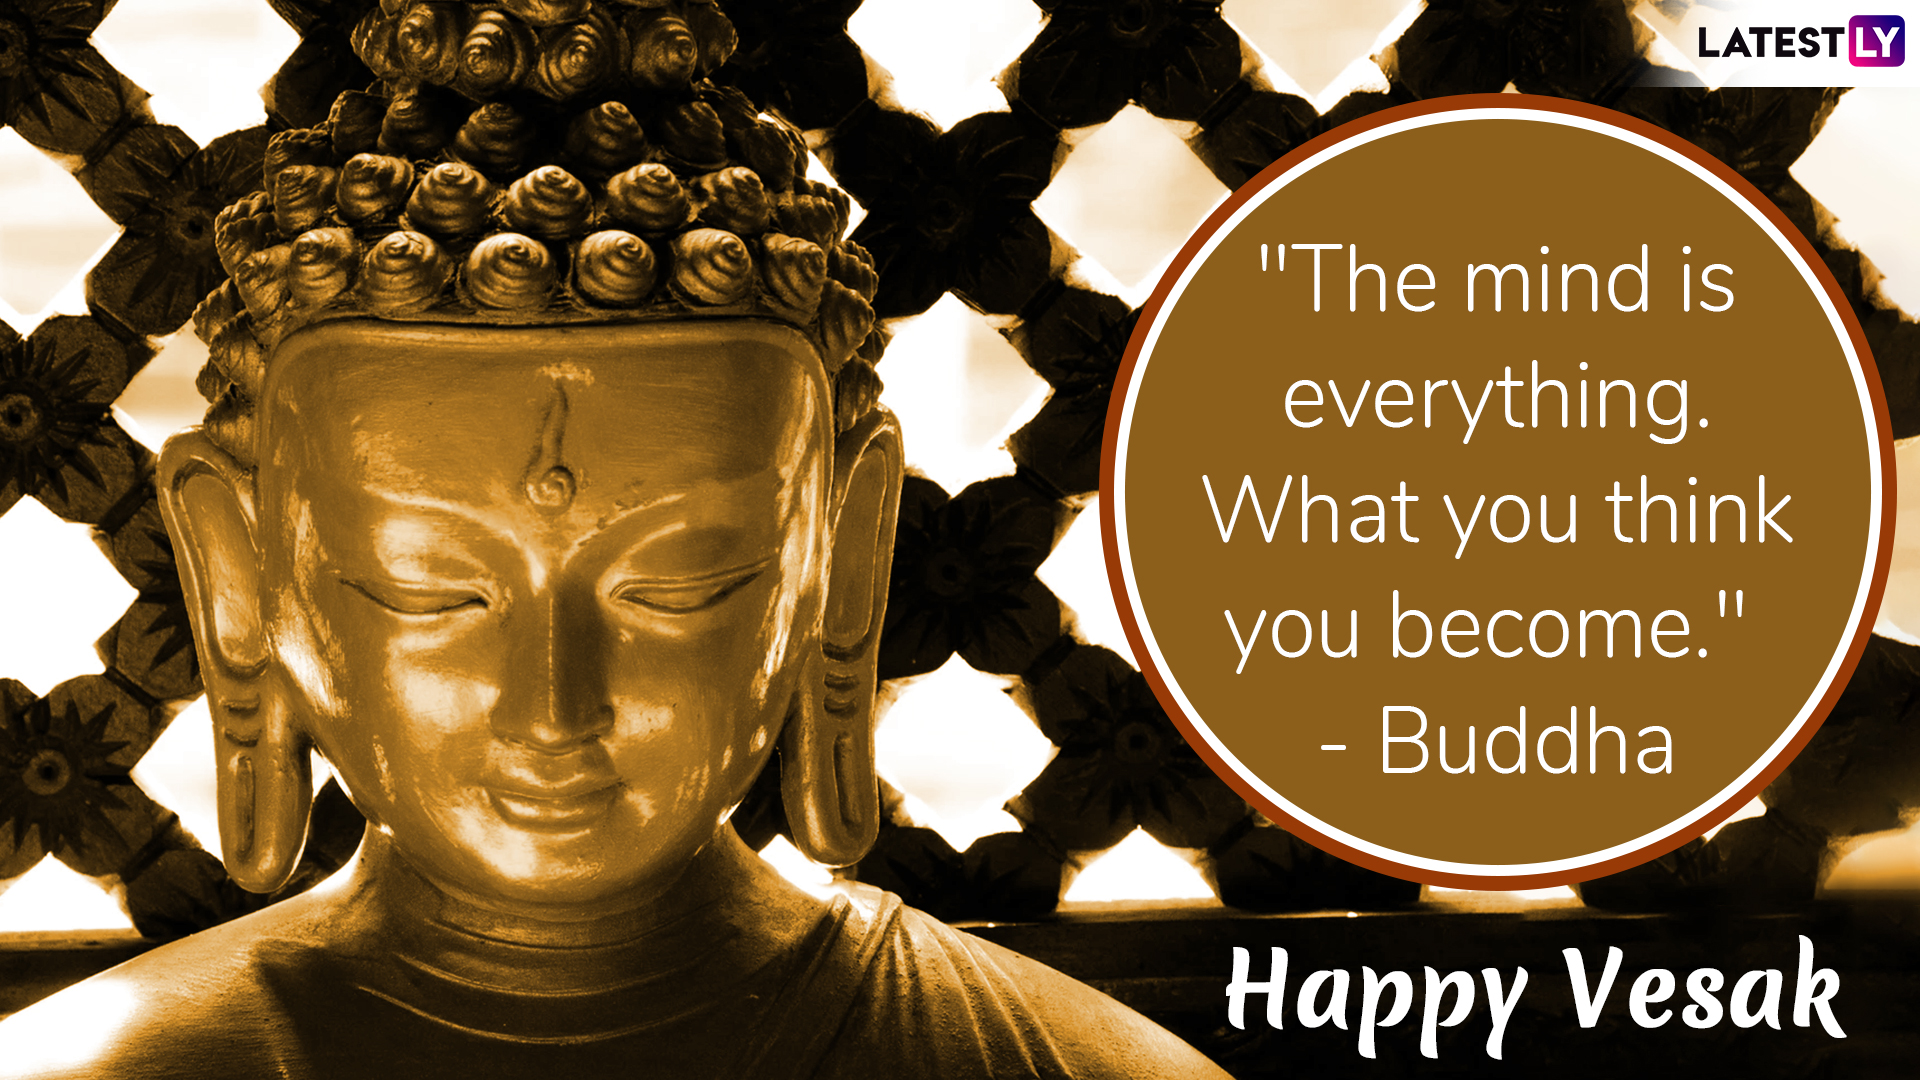 LATESTLY
"The mind is
everything.
What you think
you become."
- Buddha
Happy Vesak